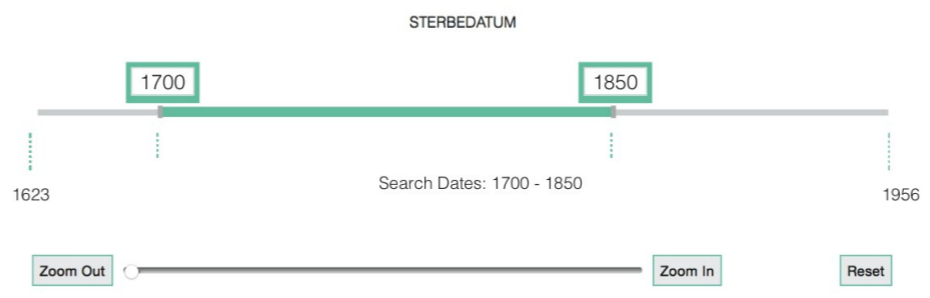 STERBEDATUM
1700 1850
Search Dates: 1700 - 1850
1623 1956
Zoom Out Zoom In Reset